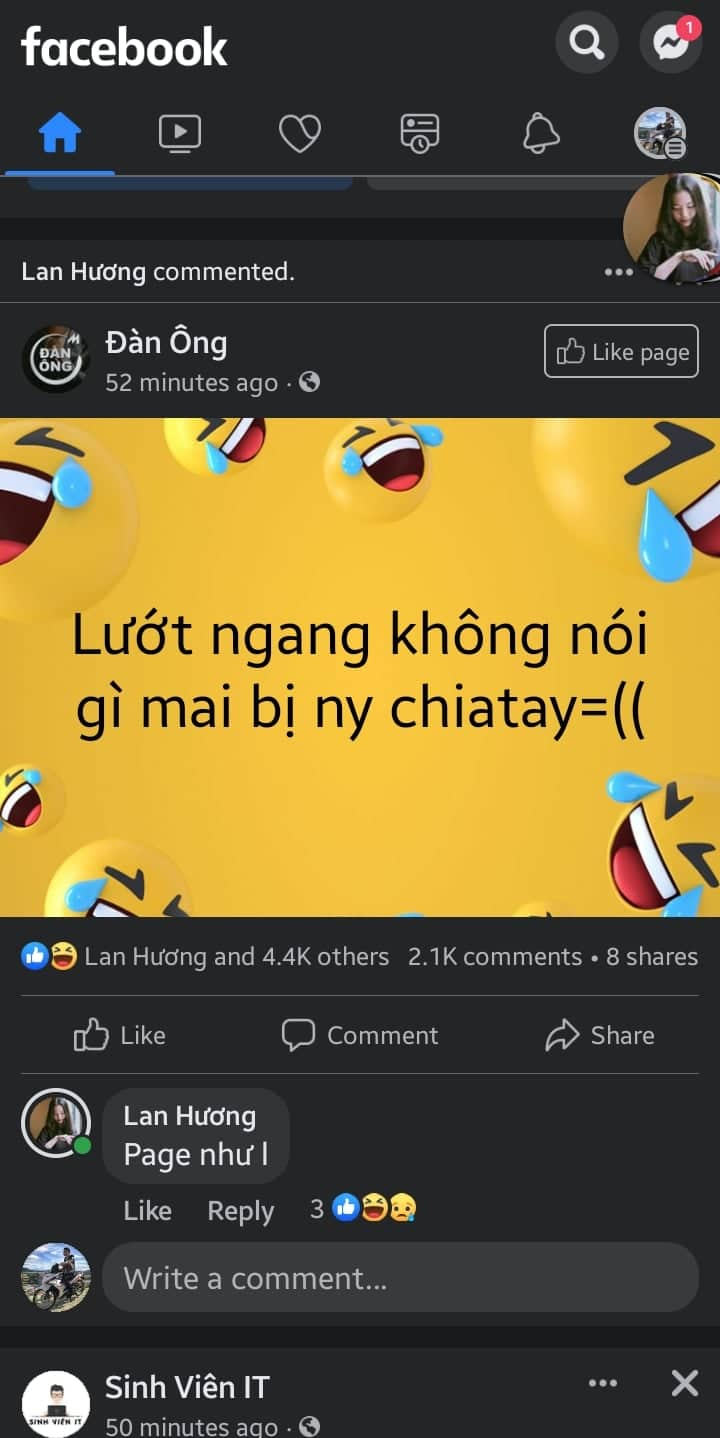 facebook
1
Lan Hương commented.
ĐÀN
ÔNG
Đàn Ông
52 minutes ago ·
Like page
Lướt ngang không nói
gì mai bị ny chiatay=((
Lan Hương and 4.4K others 2.1K comments • 8 shares
Like Comment Share
Lan Hương
Page như l
Like Reply 3
Write a comment...
Sinh Viên IT
SINH VIÊN IT
50 minutes ago ·